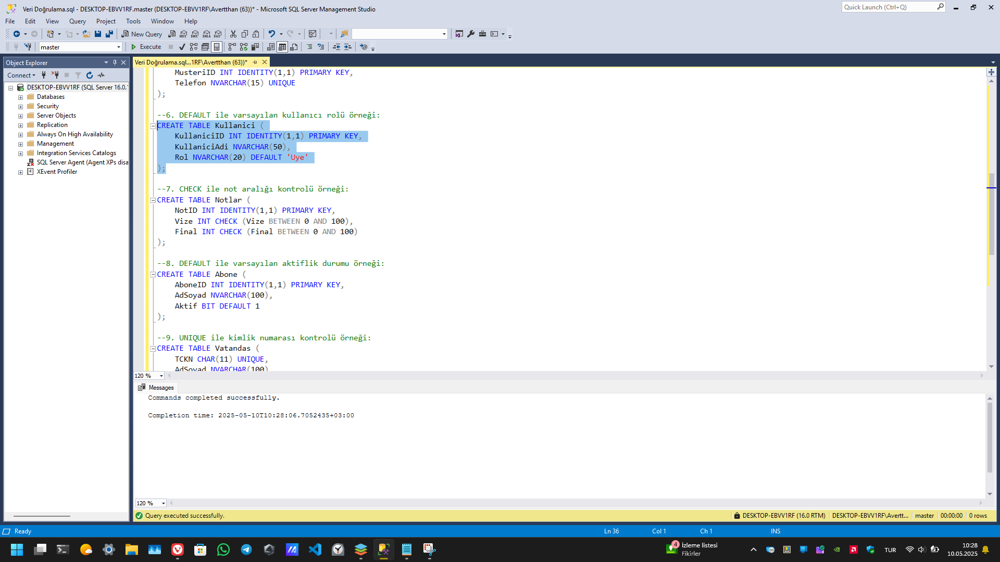 Veri Doğrulama.sql - DESKTOP-EBVV1RF.master (DESKTOP-EBVV1RF\Avertthan (63))* - Microsoft SQL Server Management Studio
Quick Launch (Ctrl+Q)
File Edit View Query Project Tools Window Help
New Query
MDX DMX XMLA DAX
master
Execute
Object Explorer
Connect
DESKTOP-EBVV1RF (SQL Server 16.0.1
Databases
Security
Server Objects
Replication
Always On High Availability
Management
Integration Services Catalogs
SQL Server Agent (Agent XPs disa
XEvent Profiler
Veri Doğrulama.sql...1RF\Avertthan (63))*
MusteriID INT IDENTITY(1,1) PRIMARY KEY,
Telefon NVARCHAR(15) UNIQUE
);
--6. DEFAULT ile varsayılan kullanıcı rolü örneği:
CREATE TABLE Kullanici (
KullaniciID INT IDENTITY(1,1) PRIMARY KEY,
KullaniciAdi NVARCHAR(50),
Rol NVARCHAR(20) DEFAULT 'Uye'
);
--7. CHECK ile not aralığı kontrolü örneği:
CREATE TABLE Notlar (
NotID INT IDENTITY(1,1) PRIMARY KEY,
Vize INT CHECK (Vize BETWEEN 0 AND 100),
Final INT CHECK (Final BETWEEN 0 AND 100)
);
--8. DEFAULT ile varsayılan aktiflik durumu örneği:
CREATE TABLE Abone (
AboneID INT IDENTITY(1,1) PRIMARY KEY,
AdSoyad NVARCHAR(100),
Aktif BIT DEFAULT 1
);
--9. UNIQUE ile kimlik numarası kontrolü örneği:
CREATE TABLE Vatandas (
TCKN CHAR(11) UNIQUE,
AdSoyad NVARCHAR(100)
120 %
Messages
Commands completed successfully.
Completion time: 2025-05-10T10:28:06.7052435+03:00
120 %
Query executed successfully.
DESKTOP-EBVV1RF (16.0 RTM)
DESKTOP-EBVV1RF\Avertt...
master
00:00:00
0 rows
Ready
Ln 36
Col 1
Ch 1
INS
4
İzleme listesi
Fikirler
TUR
10:28
10.05.2025